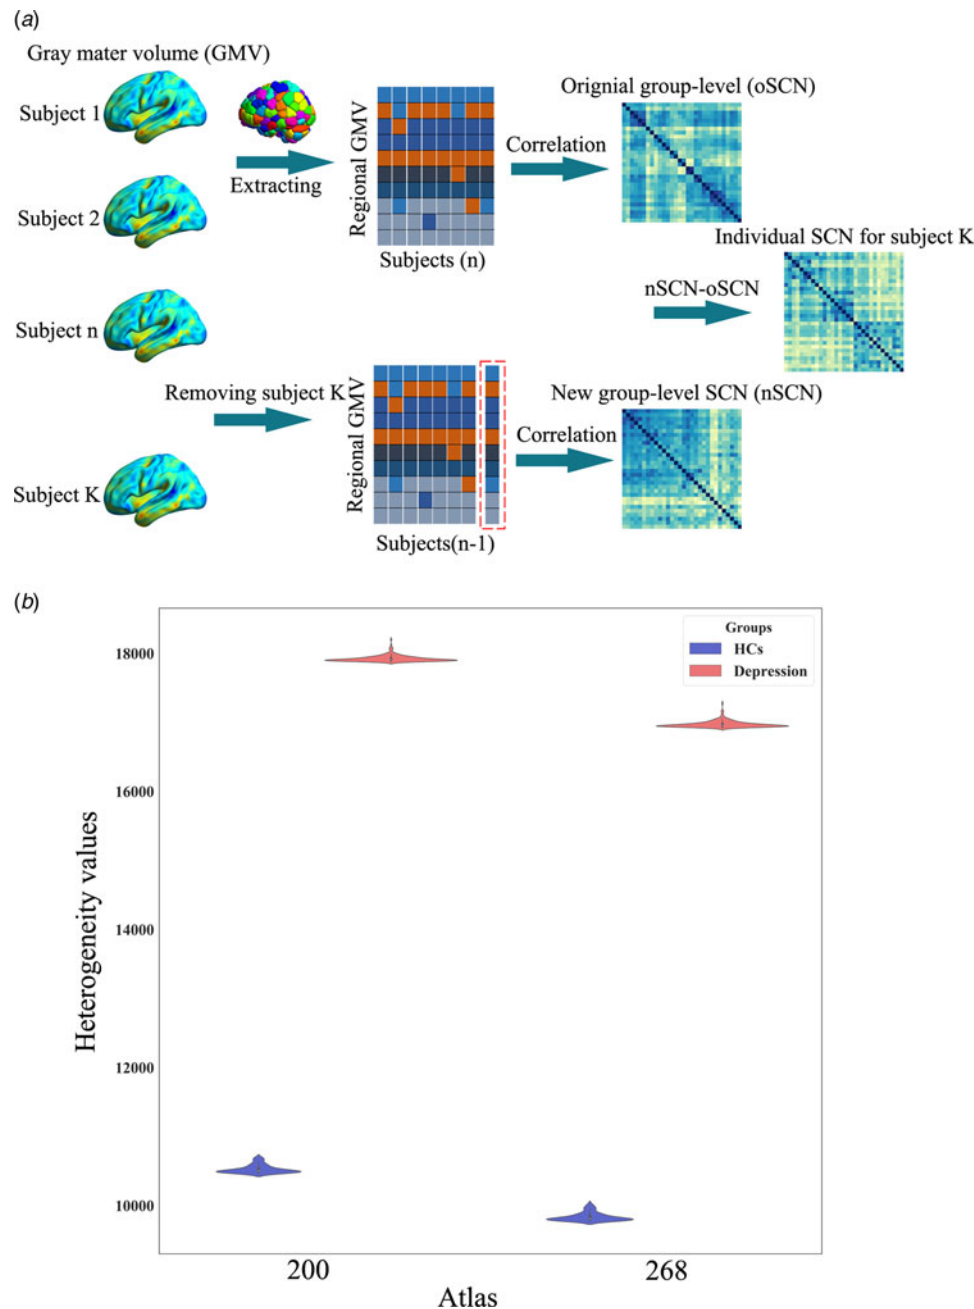 (a)
Gray mater volume (GMV)
Subject 1
Subject 2
Subject n
Subject K
Extracting
Regional GMV
Subjects (n)
Correlation
Orignial group-level (oSCN)
Individual SCN for subject K
nSCN-oSCN
Removing subject K
Regional GMV
Subjects(n-1)
Correlation
New group-level SCN (nSCN)
(b)
Groups
HCs
Depression
Heterogeneity values
18000
16000
14000
12000
10000
200
268
Atlas